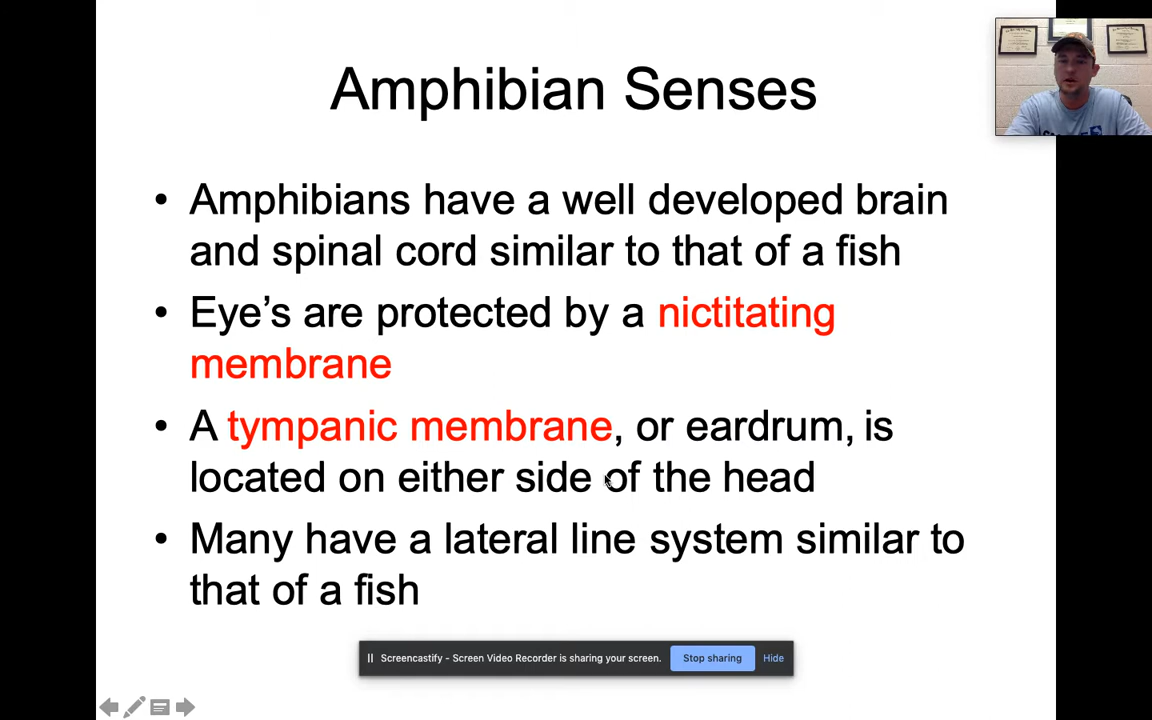 Amphibian Senses
• Amphibians have a well developed brain
and spinal cord similar to that of a fish
• Eye’s are protected by a nictitating
membrane
• A tympanic membrane, or eardrum, is
located on either side of the head
• Many have a lateral line system similar to
that of a fish
Screencastify - Screen Video Recorder is sharing your screen. Stop sharing Hide